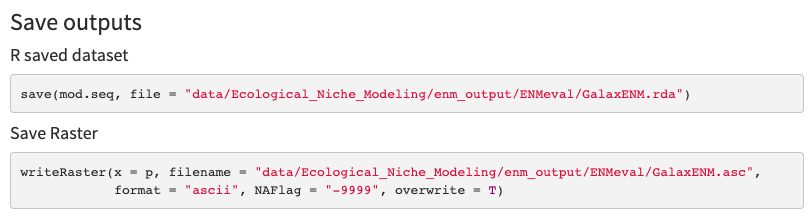 Save outputs
R saved dataset
save(mod.seq, file = "data/Ecological_Niche_Modeling/enm_output/ENMeval/GalaxENM.rda")
Save Raster
writeRaster(x = p, filename = "data/Ecological_Niche_Modeling/enm_output/ENMeval/GalaxENM.asc",
            format = "ascii", NAFlag = "-9999", overwrite = T)